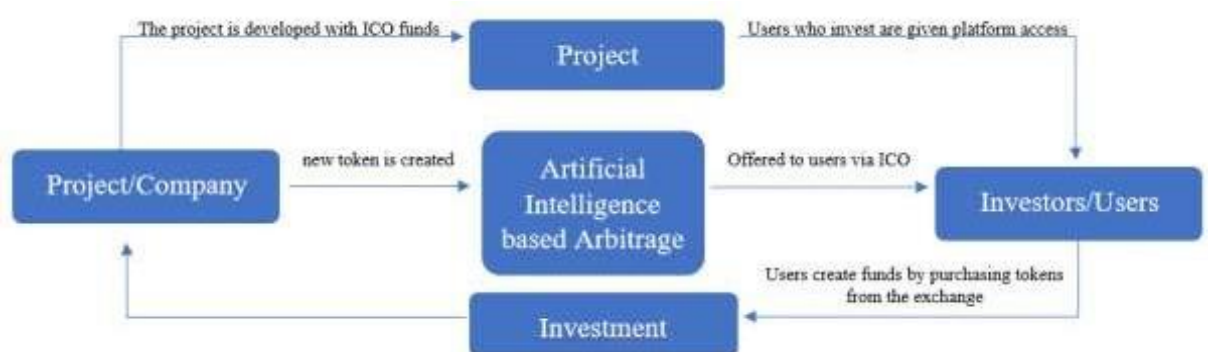 The project is developed with ICO funds
Project
Users who invest are given platform access
Project/Company
new token is created
Artificial
Intelligence
based Arbitrage
Offered to users via ICO
Investors/Users
Users create funds by purchasing tokens
from the exchange
Investment